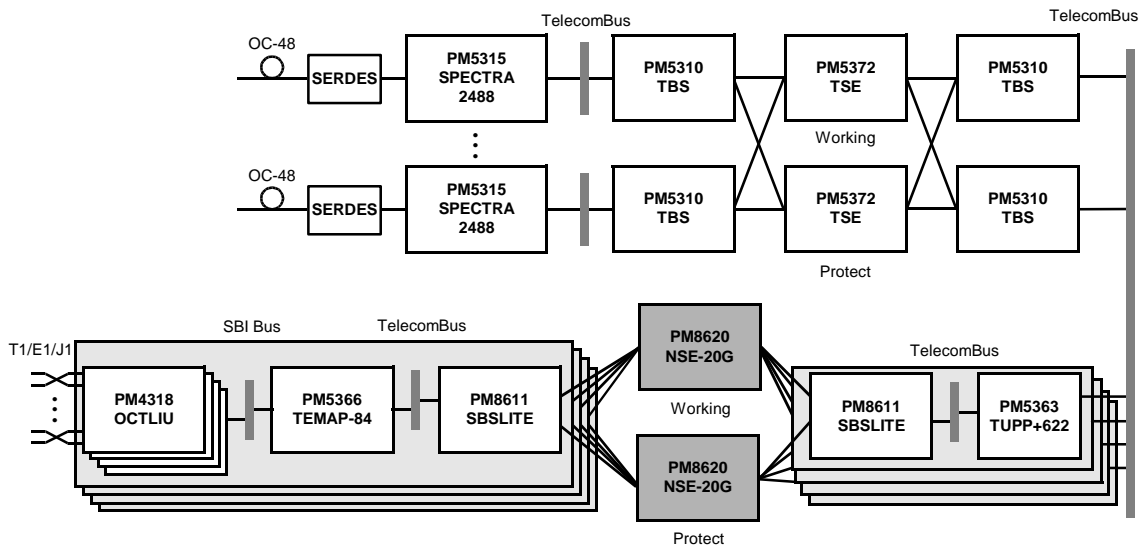 TelecomBus
TelecomBus
OC-48
SERDES
PM5315
SPECTRA
2488
PM5310
TBS
PM5372
TSE
PM5310
TBS
Working
OC-48
SERDES
PM5315
SPECTRA
2488
PM5310
TBS
PM5372
TSE
PM5310
TBS
Protect
SBI Bus
TelecomBus
T1/E1/J1
PM4318
OCTLIU
PM5366
TEMAP-84
PM8611
SBSLITE
PM8620
NSE-20G
Working
PM8620
NSE-20G
Protect
TelecomBus
PM8611
SBSLITE
PM5363
TUPP+622